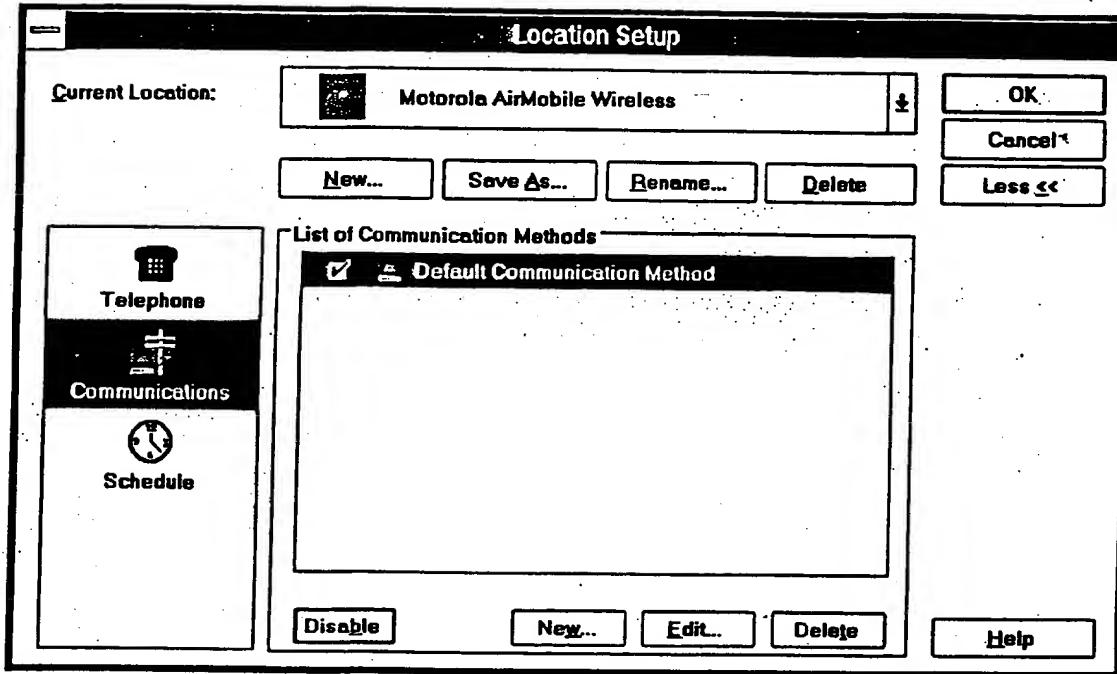 Location Setup
Current Location:
Motorola AirMobile Wireless
OK
Cancel
New...
Save As...
Rename...
Delete
Less <<
List of Communication Methods
Default Communication Method
Telephone
Communications
Schedule
Disable
New...
Edit...
Delete
Help